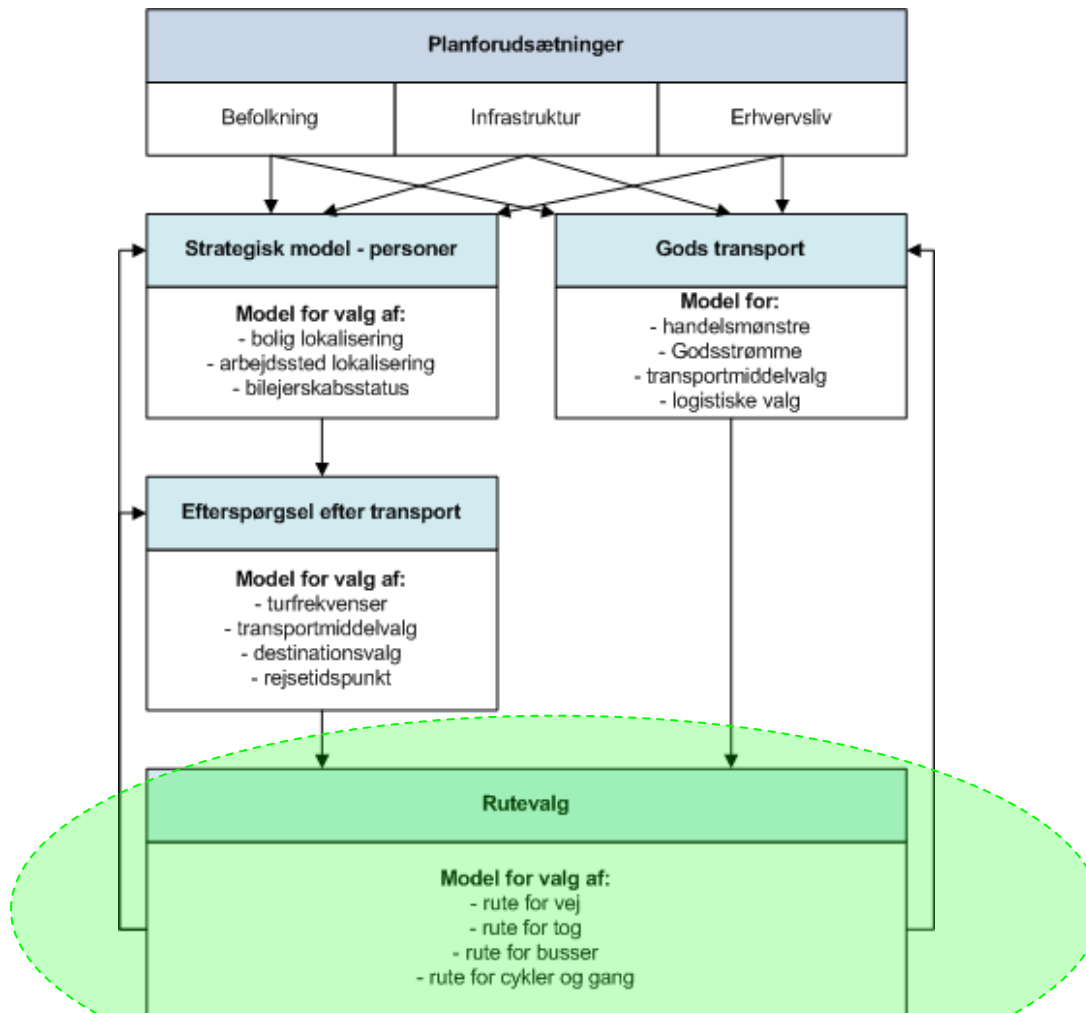 Planforudsætninger
Befolkning
Infrastruktur
Erhvervsliv
Strategisk model - personer
Model for valg af:
- bolig lokalisering
- arbejdssted lokalisering
- bilejerskabsstatus
Gods transport
Model for:
- handelsmønstre
- Godsstrømme
- transportmiddelvalg
- logistiske valg
Efterspørgsel efter transport
Model for valg af:
- turfrekvenser
- transportmiddelvalg
- destinationsvalg
- rejsetidspunkt
Rutevalg
Model for valg af:
- rute for vej
- rute for tog
- rute for busser
- rute for cykler og gang